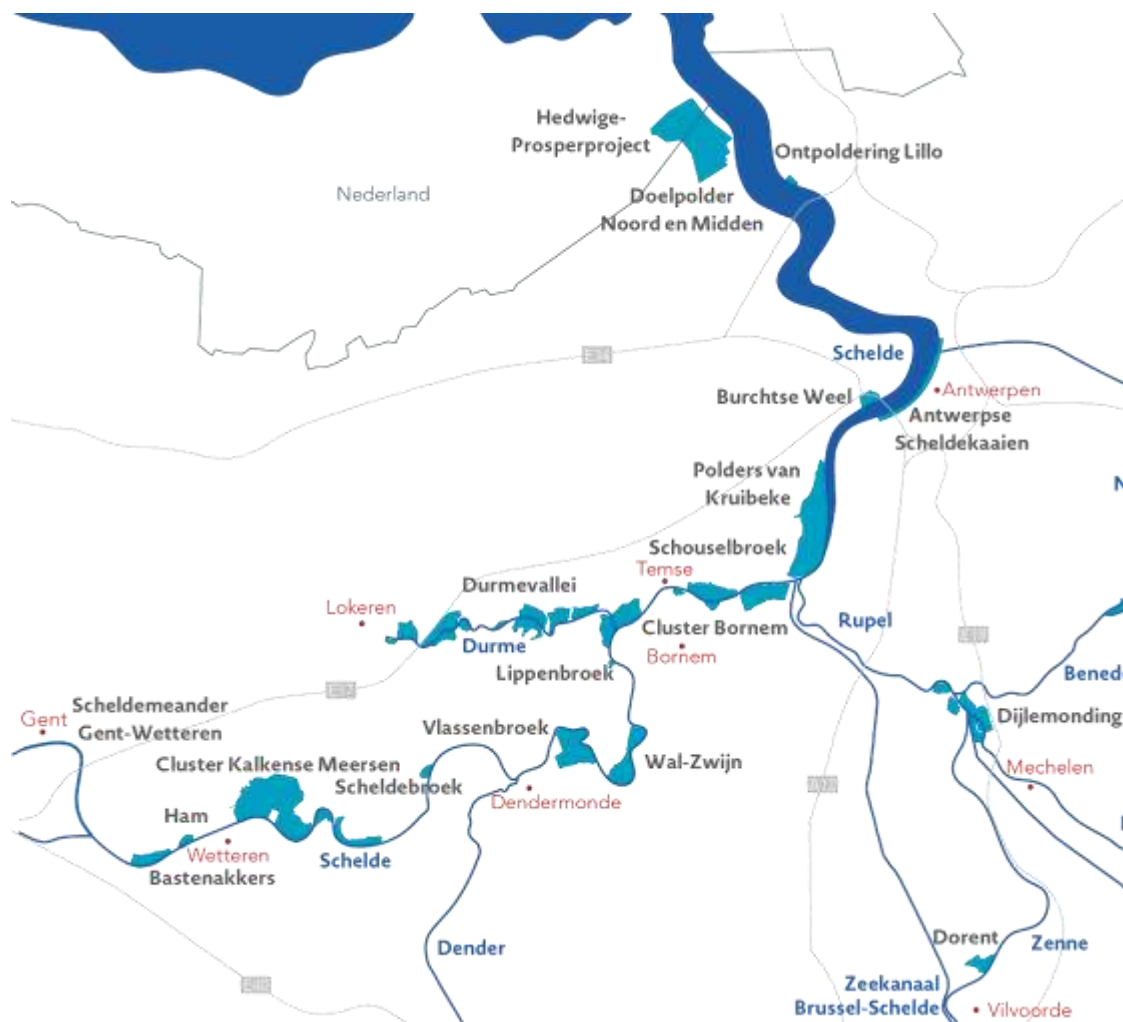 Hedwige-
Prosperproject
Ontpoldering Lillo
Nederland
Doelpolder
Noord en Midden
E34
Schelde
Burchtse Weel
Antwerpen
Antwerpse
Scheldekaaien
Polders van
Kruibeke
Schouselbroek
Temse
Durmevallei
Lokeren
Durme
Cluster Bornem
Bornem
Rupel
Lippenbroek
Benede
Scheldemeander
Gent-Wetteren
Gent
Vlassenbroek
Dijlemonding
Cluster Kalkense Meersen
Scheldebroek
Wal-Zwijn
Mechelen
Dendermonde
Ham
Wetteren
Schelde
Bastenakkers
Dorent
Zenne
Dender
Zeekanaal
Brussel-Schelde
Vilvoorde